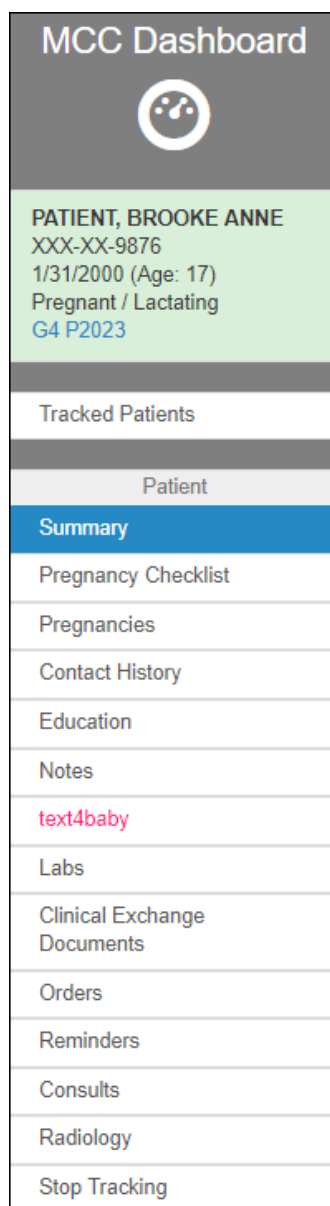 MCC Dashboard
PATIENT, BROOKE ANNE
XXX-XX-9876
1/31/2000 (Age: 17)
Pregnant / Lactating
G4 P2023
Tracked Patients
Patient
Summary
Pregnancy Checklist
Pregnancies
Contact History
Education
Notes
text4baby
Labs
Clinical Exchange
Documents
Orders
Reminders
Consults
Radiology
Stop Tracking